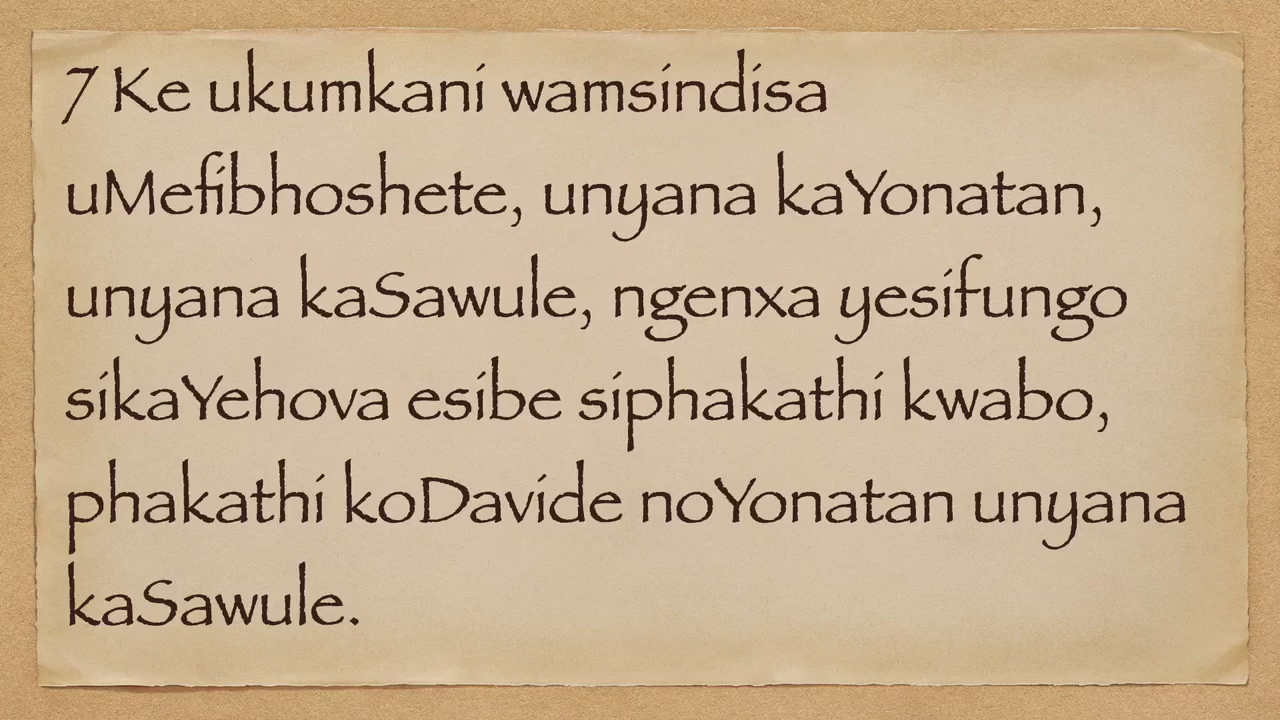 7 Ke ukumkani wamsindisa
uMefibhoshete, unyana kaYonatan,
unyana kaSawule, ngenxa yesifungo
sikaYehova esibe siphakathi kwabo,
phakathi koDavide noYonatan unyana
kaSawule.